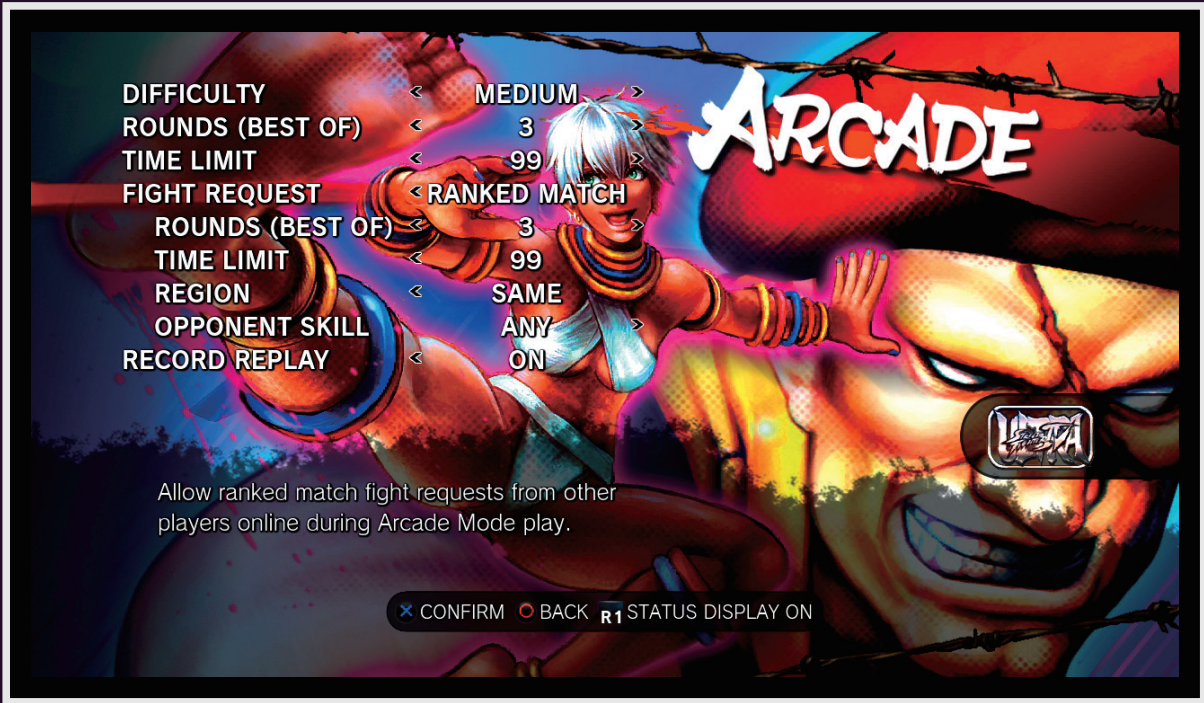 ARCADE
DIFFICULTY < MEDIUM >
ROUNDS (BEST OF) < 3 >
TIME LIMIT < 99 >
FIGHT REQUEST < RANKED MATCH
ROUNDS (BEST OF) < 3 >
TIME LIMIT < 99
REGION < SAME
OPPONENT SKILL ANY >
RECORD REPLAY < ON
ULTRA
Allow ranked match fight requests from other
players online during Arcade Mode play.
CONFIRM BACK R1 STATUS DISPLAY ON